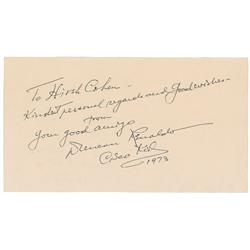 To Hirsh Cohen -
Kindest personal regards and good wishes -
from
your good amigo
Duncan Renaldo
Cisco Kid
1973